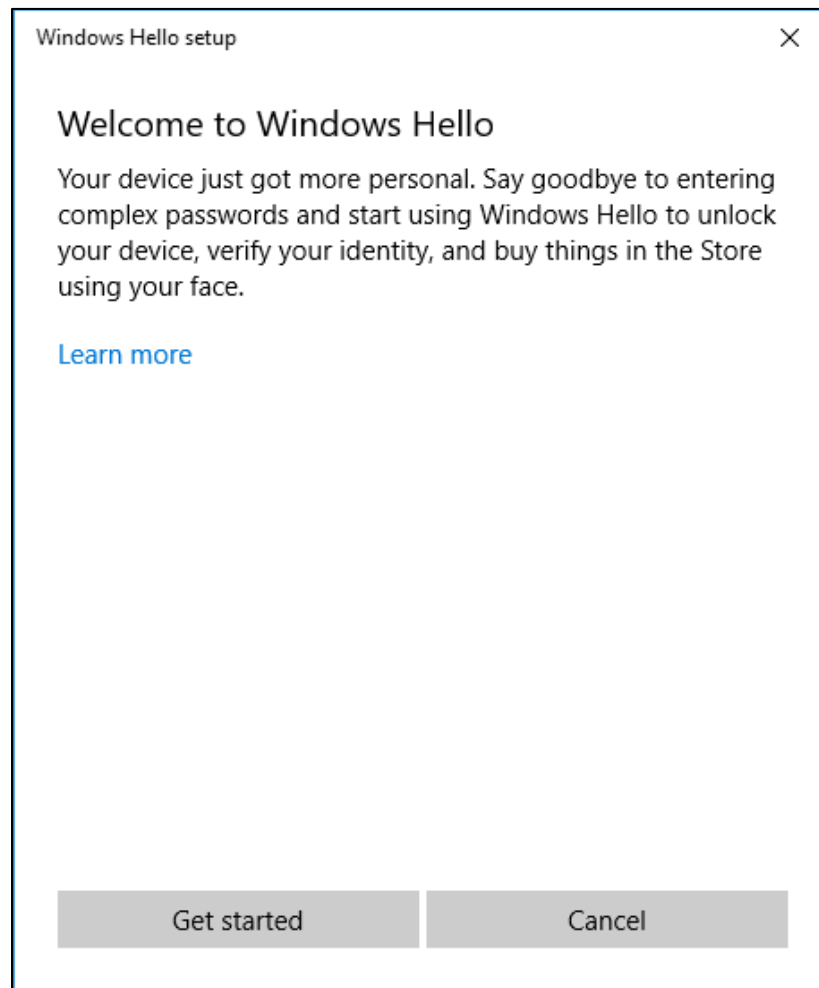 Windows Hello setup
Welcome to Windows Hello
Your device just got more personal. Say goodbye to entering
complex passwords and start using Windows Hello to unlock
your device, verify your identity, and buy things in the Store
using your face.
Learn more
Get started
Cancel